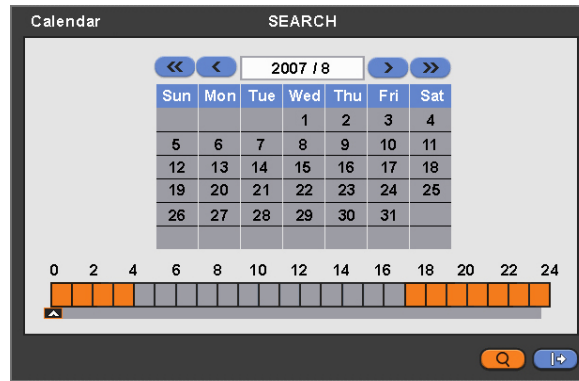 Calendar SEARCH
2007 / 8
Sun Mon Tue Wed Thu Fri Sat
1 2 3 4
5 6 7 8 9 10 11
12 13 14 15 16 17 18
19 20 21 22 23 24 25
26 27 28 29 30 31
0 2 4 6 8 10 12 14 16 18 20 22 24